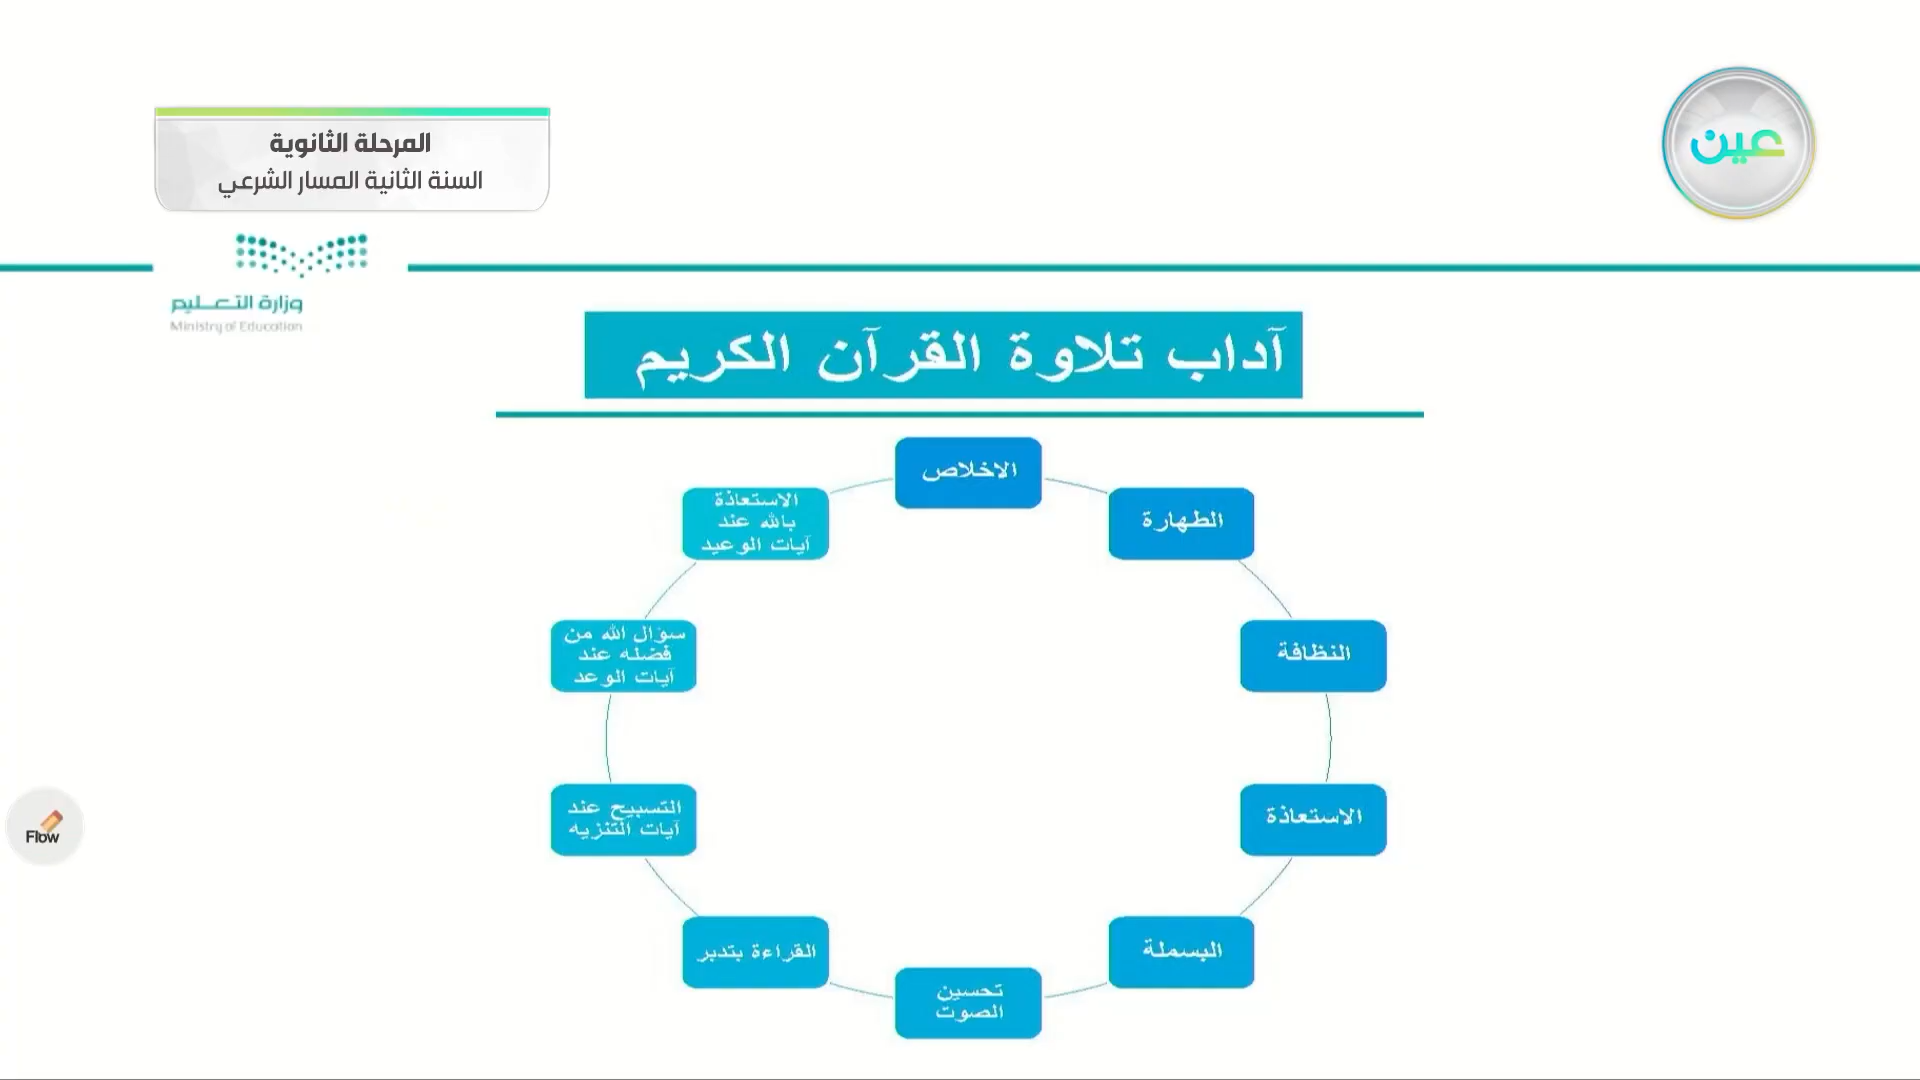 المرحلة الثانوية
السنة الثانية المسار الشرعي
عين
وزارة التعليم
Ministry of Education
آداب تلاوة القرآن الكريم
الاخلاص
الطهارة
النظافة
الاستعاذة
البسملة
تحسين
الصوت
القراءة بتدبر
التسبيح عند
آيات التنزيه
سؤال الله من
فضله عند
آيات الوعد
الاستعاذة
بالله عند
آيات الوعيد
Flow